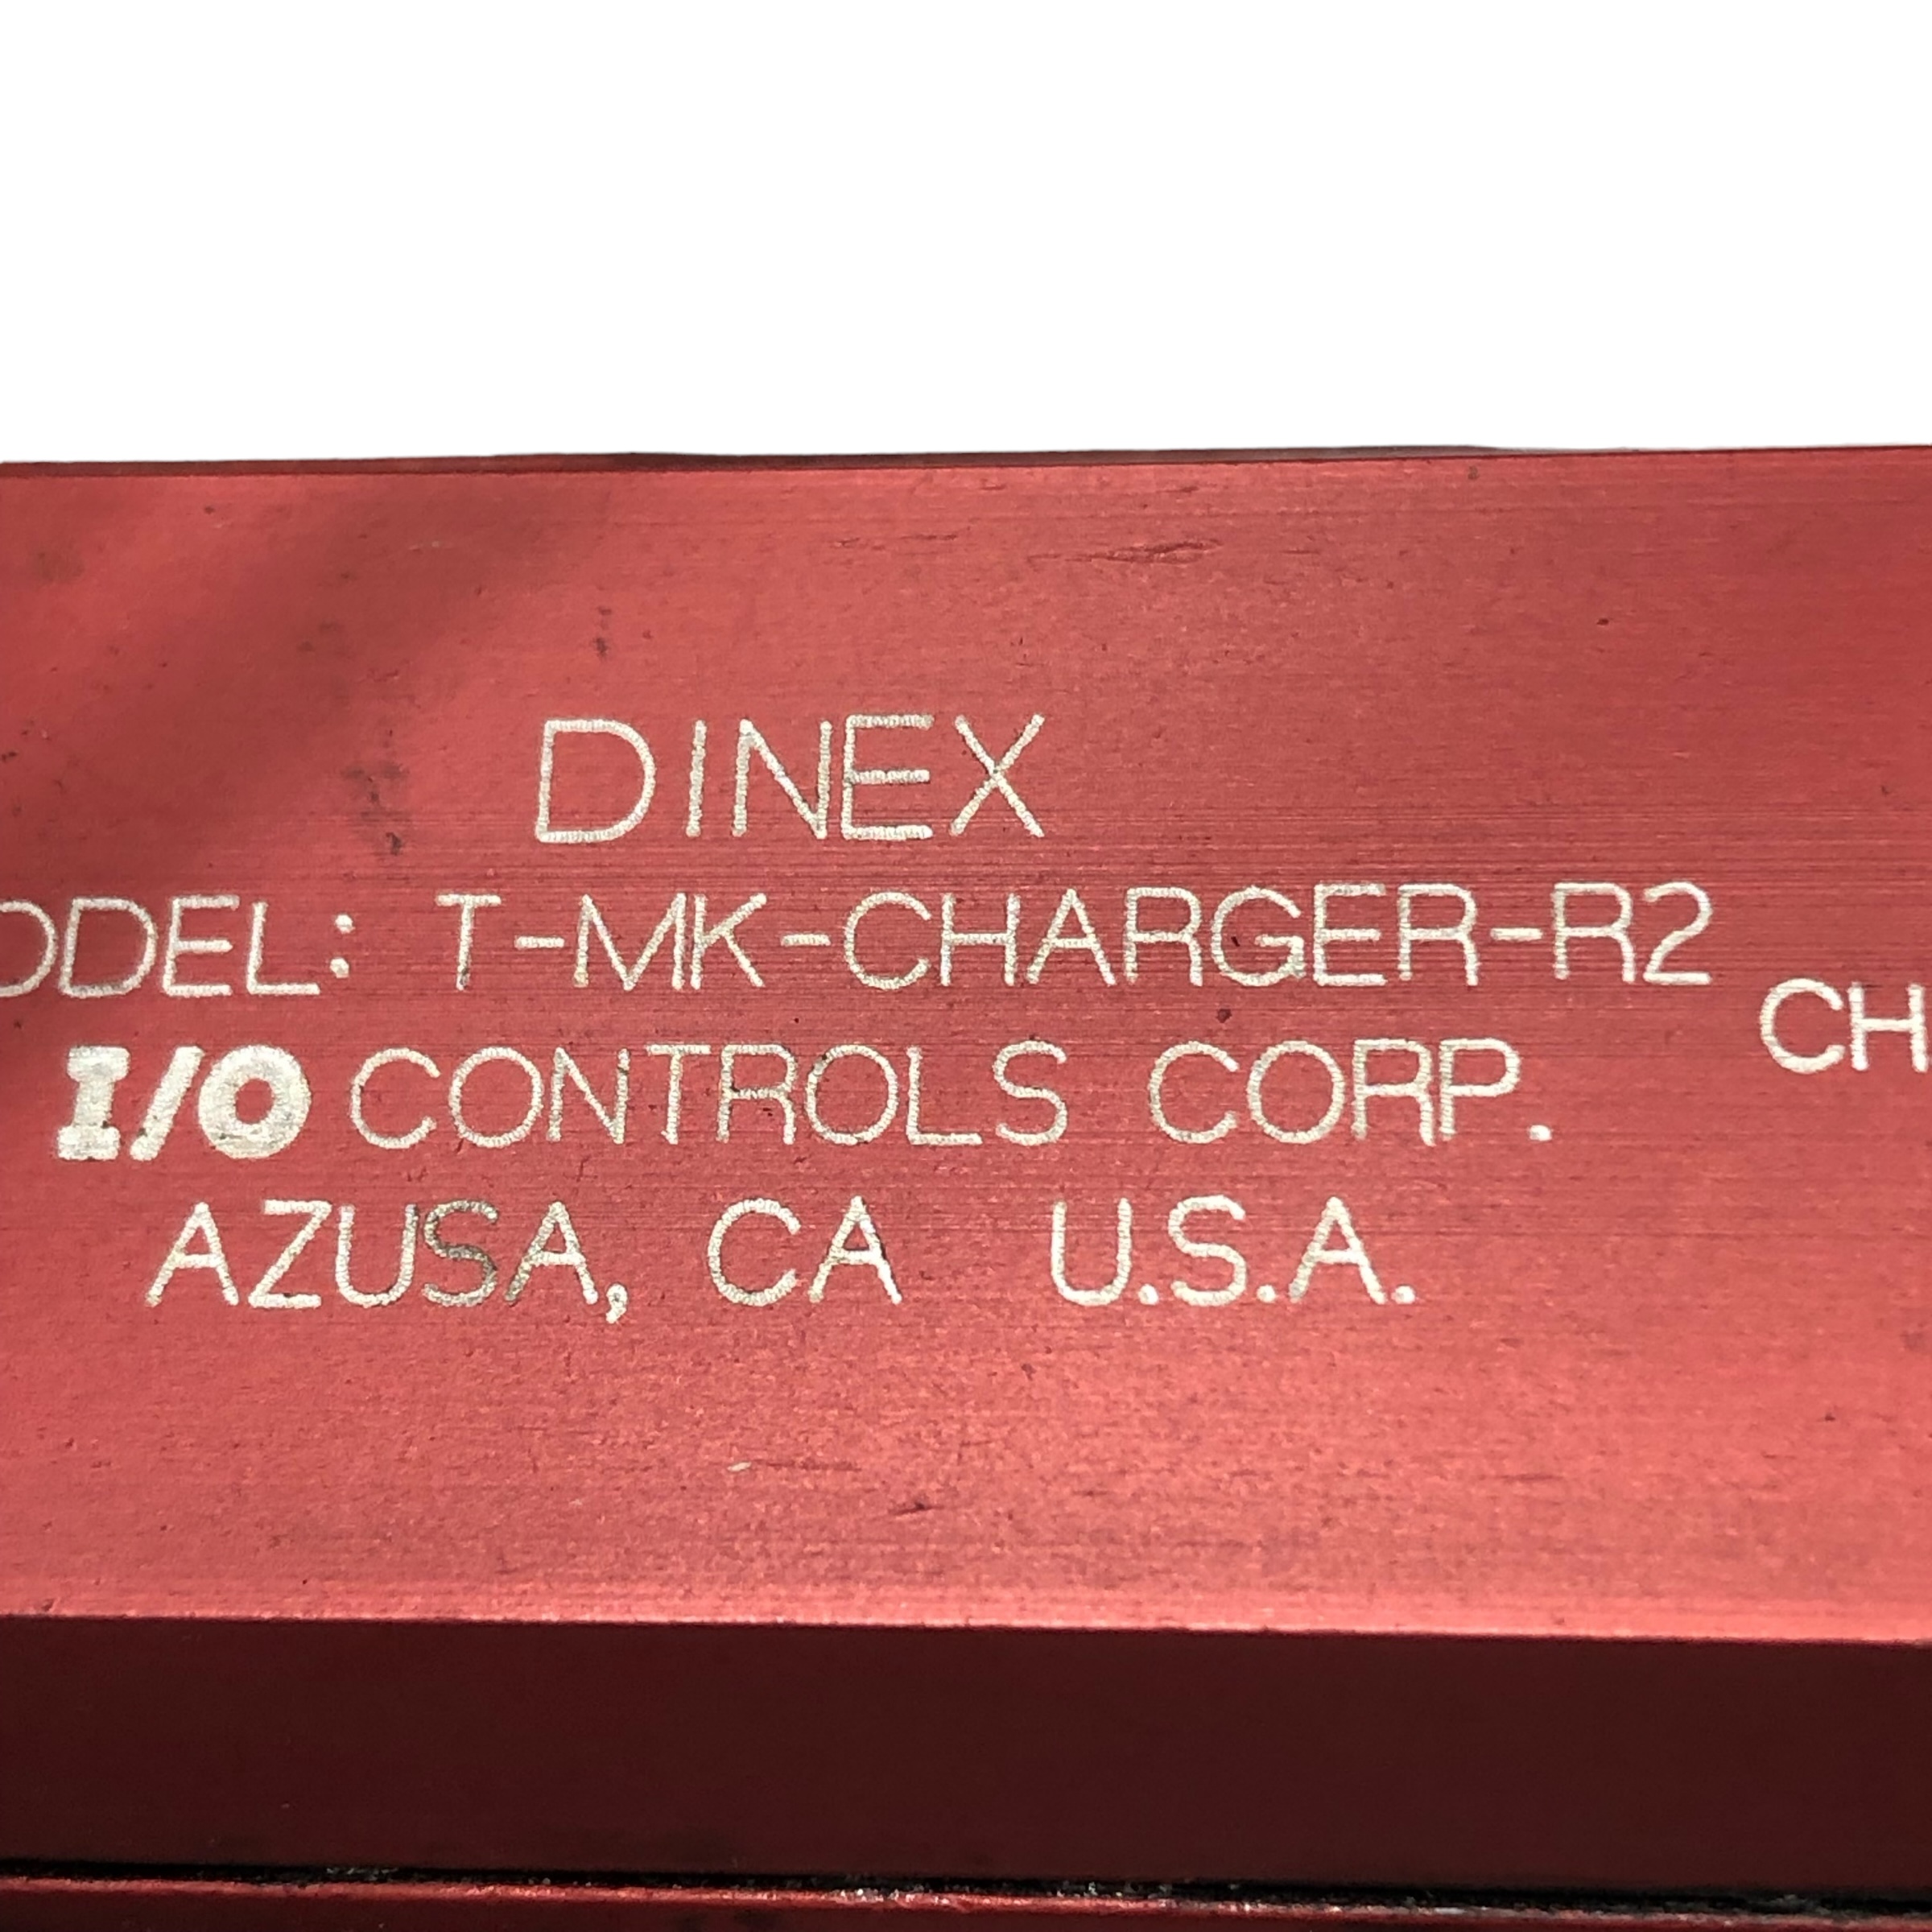 DINEX
ODEL: T-MK-CHARGER-R2
CH
I/O CONTROLS CORP.
AZUSA, CA U.S.A.